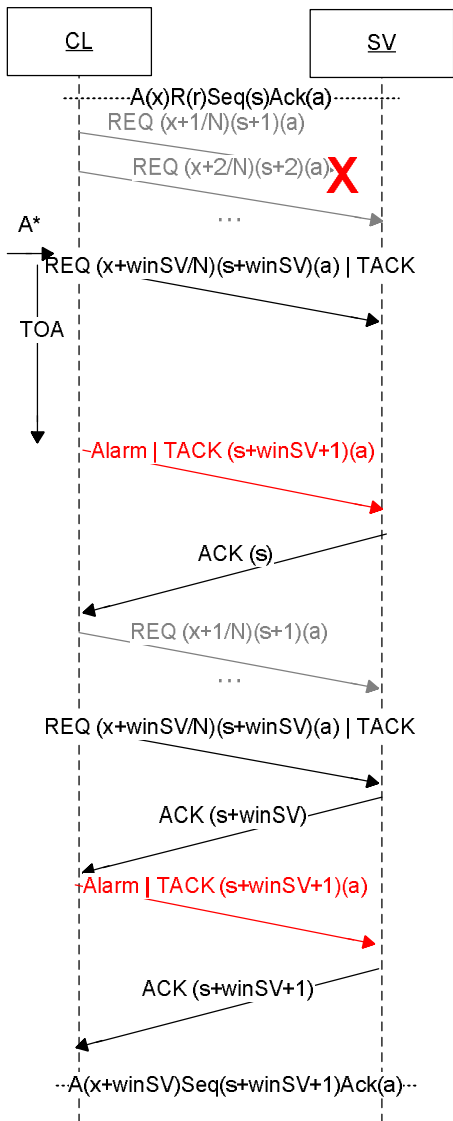 CL
SV
A(x)R(r)Seq(s)Ack(a)
REQ (x+1/N)(s+1)(a)
REQ (x+2/N)(s+2)(a)
X
...
A*
REQ (x+winSV/N)(s+winSV)(a) | TACK
TOA
Alarm | TACK (s+winSV+1)(a)
ACK (s)
REQ (x+1/N)(s+1)(a)
...
REQ (x+winSV/N)(s+winSV)(a) | TACK
ACK (s+winSV)
Alarm | TACK (s+winSV+1)(a)
ACK (s+winSV+1)
A(x+winSV)Seq(s+winSV+1)Ack(a)